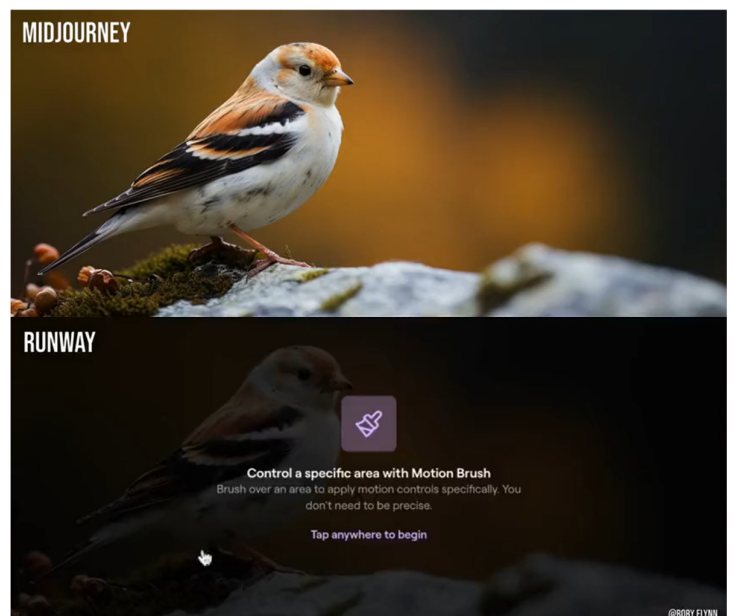 MIDJOURNEY
RUNWAY
Control a specific area with Motion Brush
Brush over an area to apply motion controls specifically. You
don't need to be precise.
Tap anywhere to begin
@RORY FLYNN